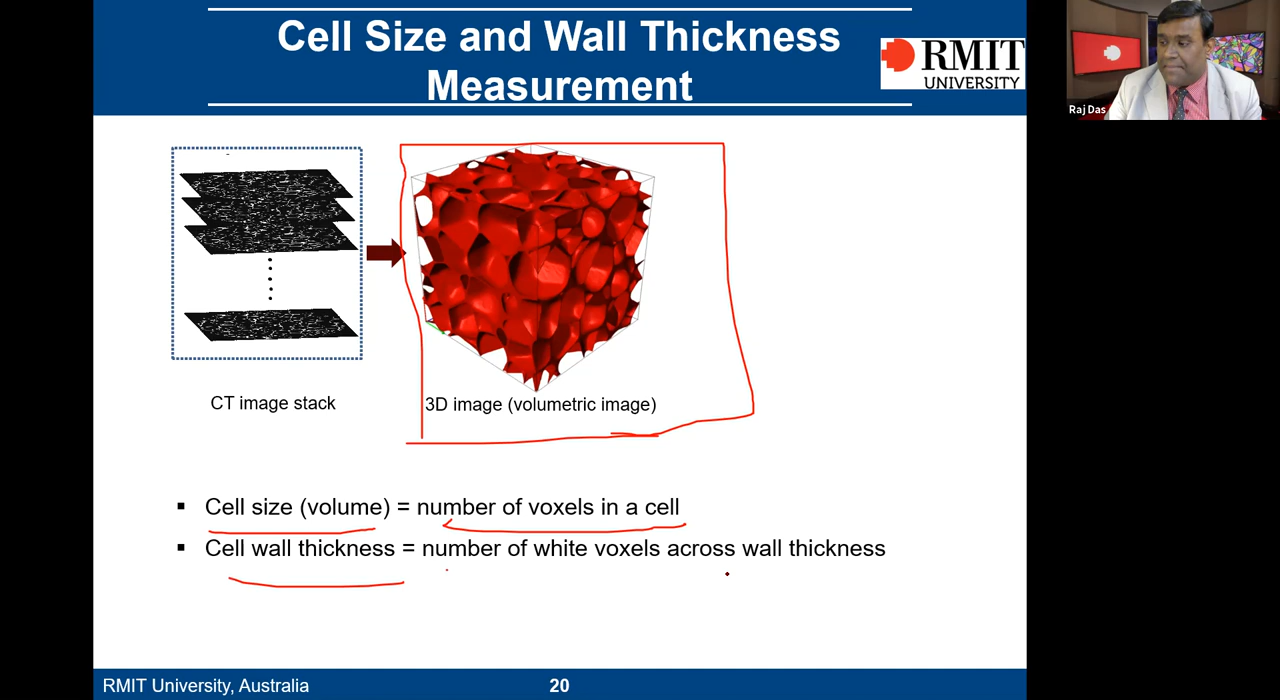 Cell Size and Wall Thickness
Measurement
RMIT
UNIVERSITY
Raj Das
CT image stack
3D image (volumetric image)
▪ Cell size (volume) = number of voxels in a cell
▪ Cell wall thickness = number of white voxels across wall thickness
RMIT University, Australia
20